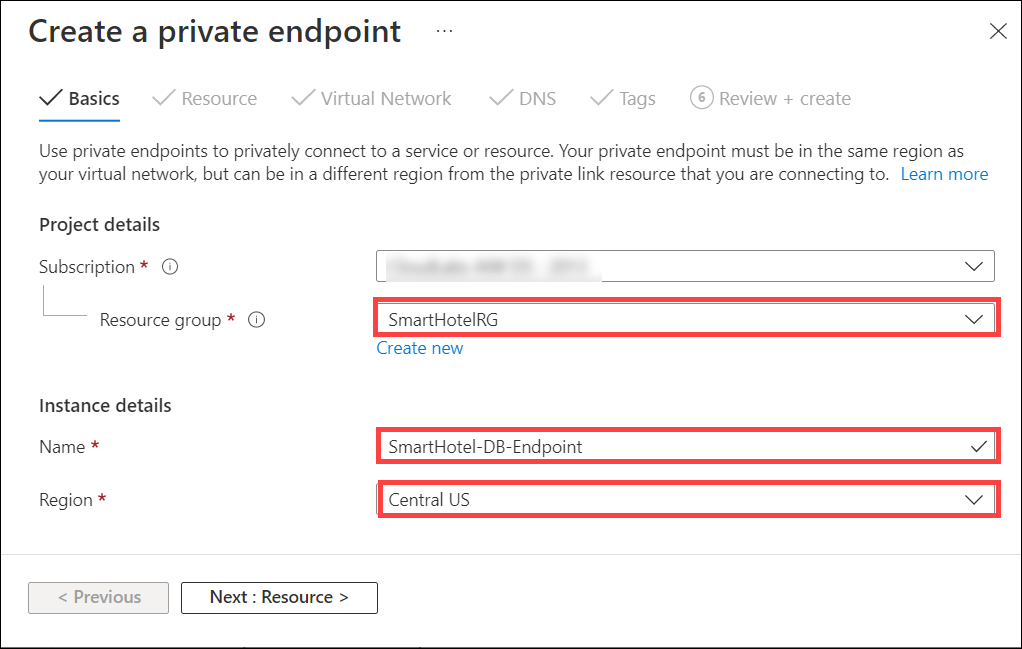 Create a private endpoint ...
Basics Resource Virtual Network DNS Tags 6 Review + create
Use private endpoints to privately connect to a service or resource. Your private endpoint must be in the same region as
your virtual network, but can be in a different region from the private link resource that you are connecting to. Learn more
Project details
Subscription *
Resource group * SmartHotelRG
Create new
Instance details
Name * SmartHotel-DB-Endpoint
Region * Central US
< Previous Next : Resource >